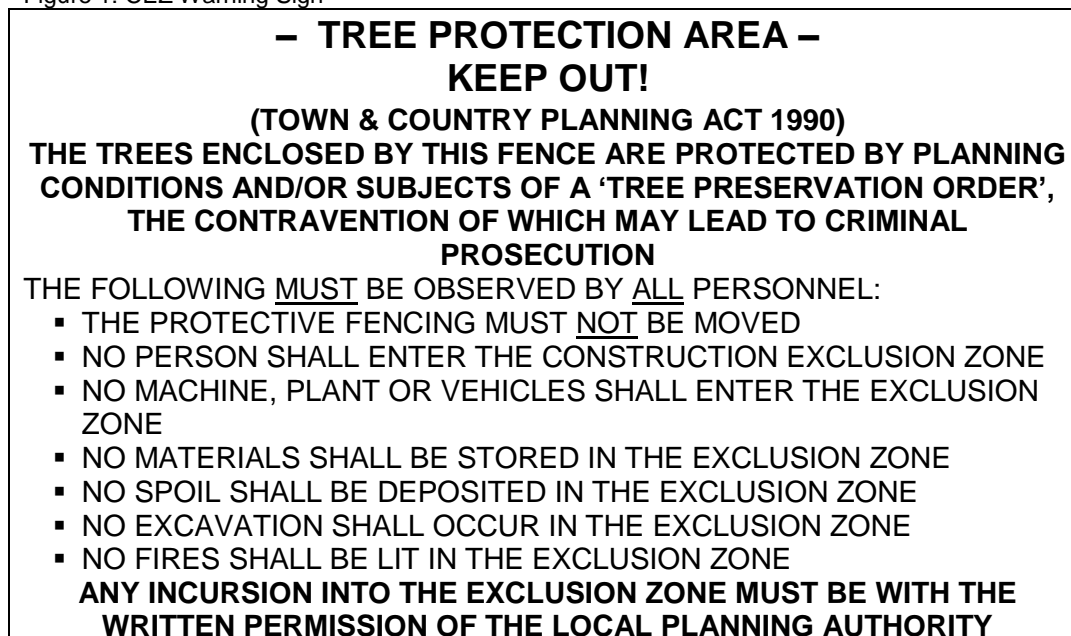 Figure 1: CEZ Warning Sign
– TREE PROTECTION AREA –
KEEP OUT!
(TOWN & COUNTRY PLANNING ACT 1990)
THE TREES ENCLOSED BY THIS FENCE ARE PROTECTED BY PLANNING
CONDITIONS AND/OR SUBJECTS OF A ‘TREE PRESERVATION ORDER’,
THE CONTRAVENTION OF WHICH MAY LEAD TO CRIMINAL
PROSECUTION
THE FOLLOWING MUST BE OBSERVED BY ALL PERSONNEL:
▪ THE PROTECTIVE FENCING MUST NOT BE MOVED
▪ NO PERSON SHALL ENTER THE CONSTRUCTION EXCLUSION ZONE
▪ NO MACHINE, PLANT OR VEHICLES SHALL ENTER THE EXCLUSION
ZONE
▪ NO MATERIALS SHALL BE STORED IN THE EXCLUSION ZONE
▪ NO SPOIL SHALL BE DEPOSITED IN THE EXCLUSION ZONE
▪ NO EXCAVATION SHALL OCCUR IN THE EXCLUSION ZONE
▪ NO FIRES SHALL BE LIT IN THE EXCLUSION ZONE
ANY INCURSION INTO THE EXCLUSION ZONE MUST BE WITH THE
WRITTEN PERMISSION OF THE LOCAL PLANNING AUTHORITY